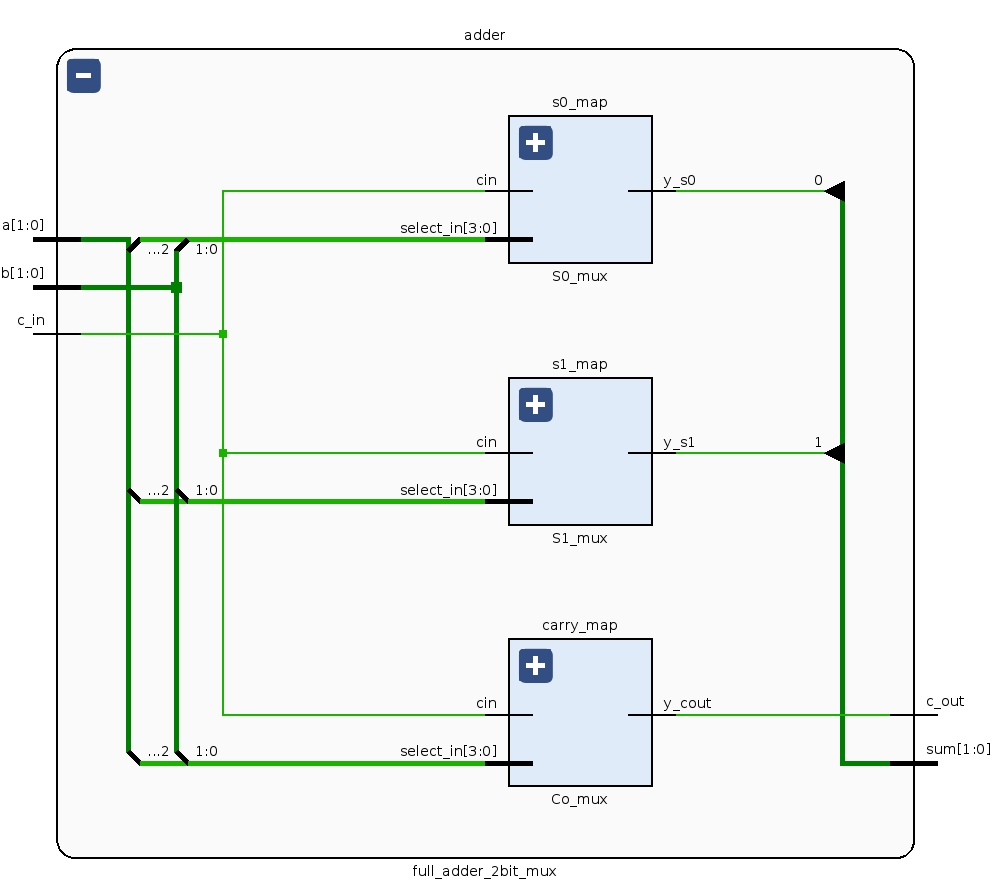 adder
s0_map
cin
y_s0
0
a[1:0]
select_in[3:0]
...2
1:0
b[1:0]
S0_mux
c_in
s1_map
cin
y_s1
1
...2
1:0
select_in[3:0]
S1_mux
carry_map
cin
y_cout
c_out
...2
1:0
select_in[3:0]
sum[1:0]
Co_mux
full_adder_2bit_mux